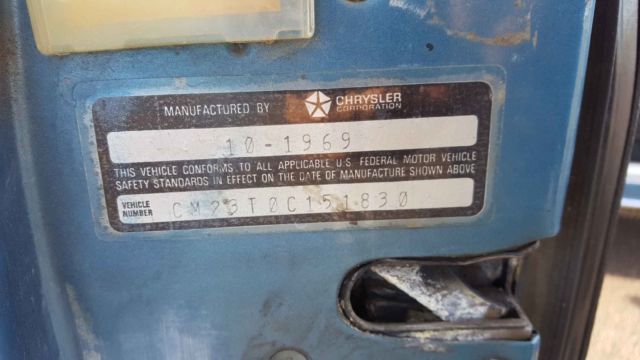 MANUFACTURED BY CHRYSLER CORPORATION
10-1969
THIS VEHICLE CONFORMS TO ALL APPLICABLE U.S. FEDERAL MOTOR VEHICLE
SAFETY STANDARDS IN EFFECT ON THE DATE OF MANUFACTURE SHOWN ABOVE
VEHICLE NUMBER CM23T0C151830